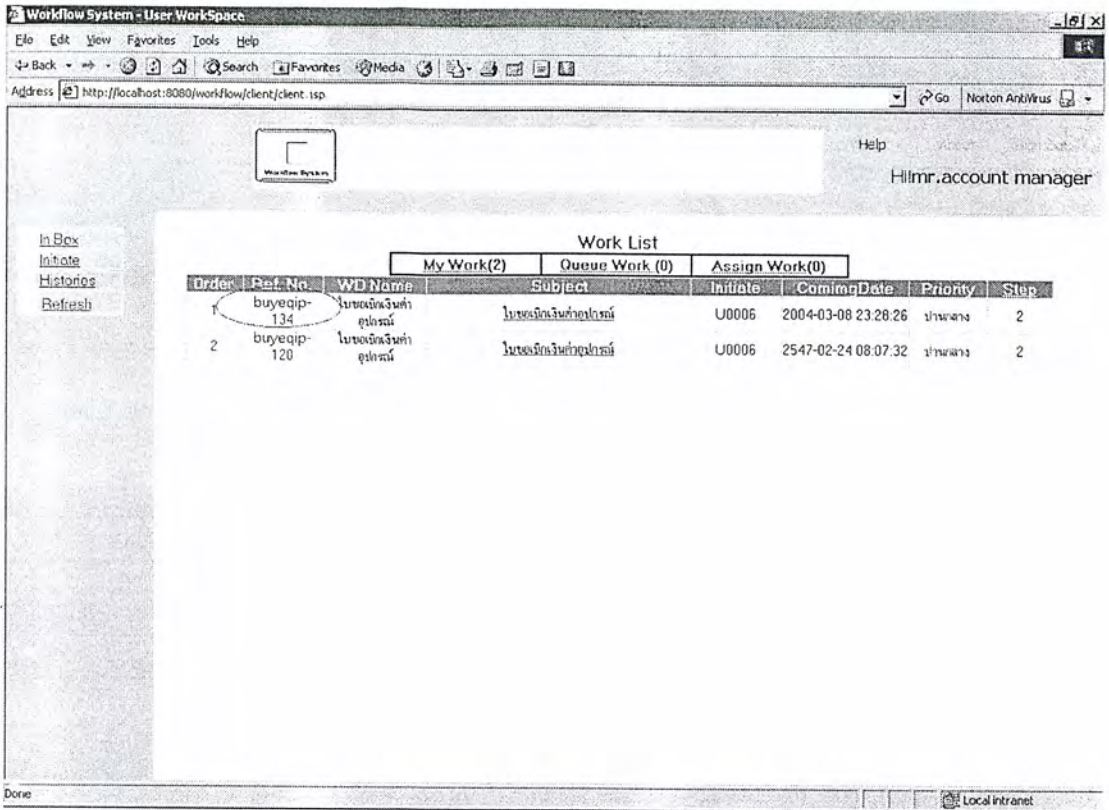 Workflow System - User WorkSpace
File Edit View Favorites Tools Help
Back Search Favorites Media
Address http://localhost:8080/workflow/client/client.jsp Go Norton AntiVirus
Workflow System
Help
Hi!mr.account manager
In Box
Initiate
Histories
Refresh
Work List
My Work(2) Queue Work (0) Assign Work(0)
Order Ref. No. WD Name Subject Initiate ComimgDate Priority Step
1 buyeqip-134 ใบขอเบิกเงินค่าอุปกรณ์ ใบขอเบิกเงินค่าอุปกรณ์ U0006 2004-03-08 23:28:26 ปานกลาง 2
2 buyeqip-120 ใบขอเบิกเงินค่าอุปกรณ์ ใบขอเบิกเงินค่าอุปกรณ์ U0006 2547-02-24 08:07:32 ปานกลาง 2
Done Local intranet